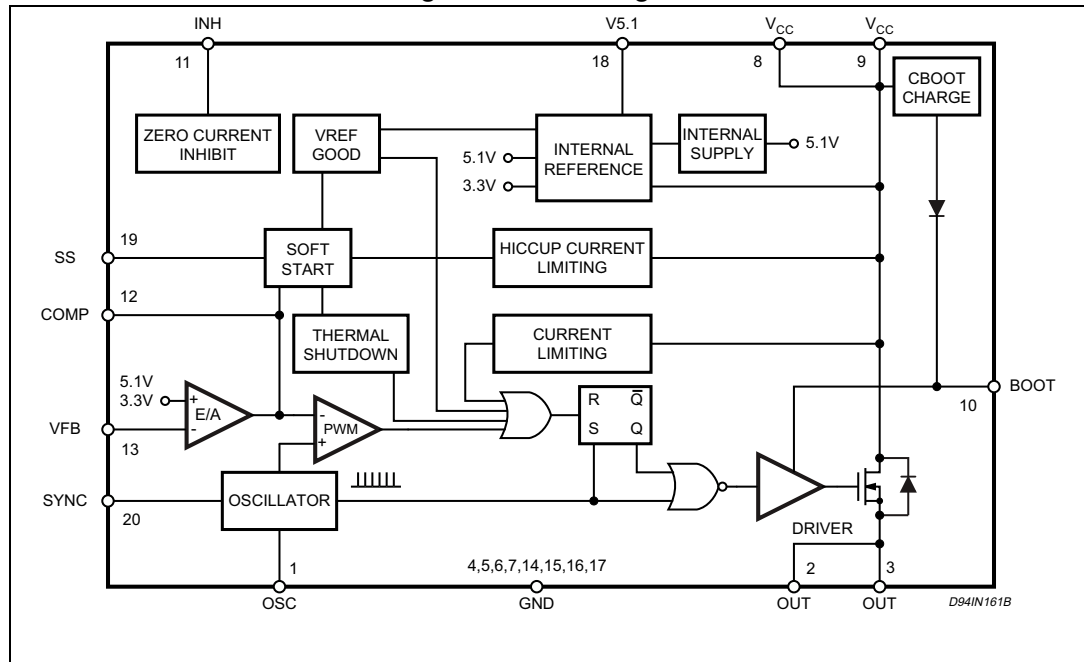 INH
V5.1
VCC
VCC
11
18
8
9
CBOOT
CHARGE
ZERO CURRENT
INHIBIT
VREF
GOOD
INTERNAL
REFERENCE
5.1V
3.3V
INTERNAL
SUPPLY
5.1V
SS
19
SOFT
START
HICCUP CURRENT
LIMITING
COMP
12
THERMAL
SHUTDOWN
CURRENT
LIMITING
5.1V
3.3V
+
-
E/A
VFB
13
-
+
PWM
R Q̅
S Q
BOOT
10
SYNC
20
OSCILLATOR
DRIVER
1
OSC
4,5,6,7,14,15,16,17
GND
2
OUT
3
OUT
D94IN161B